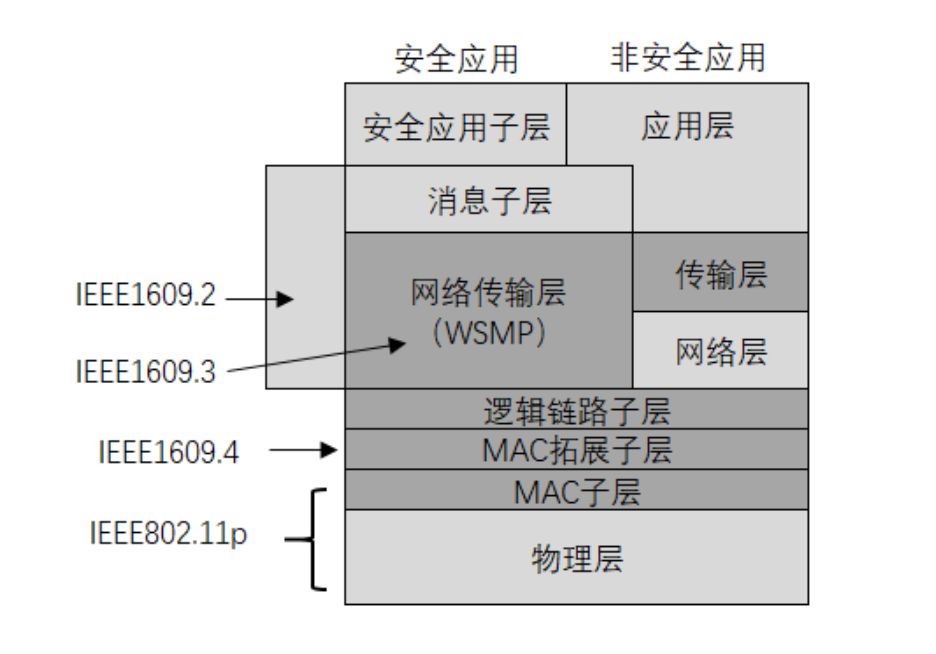 安全应用
非安全应用
安全应用子层
应用层
消息子层
IEEE1609.2
网络传输层
（WSMP）
传输层
IEEE1609.3
网络层
逻辑链路子层
IEEE1609.4
MAC拓展子层
MAC子层
IEEE802.11p
物理层